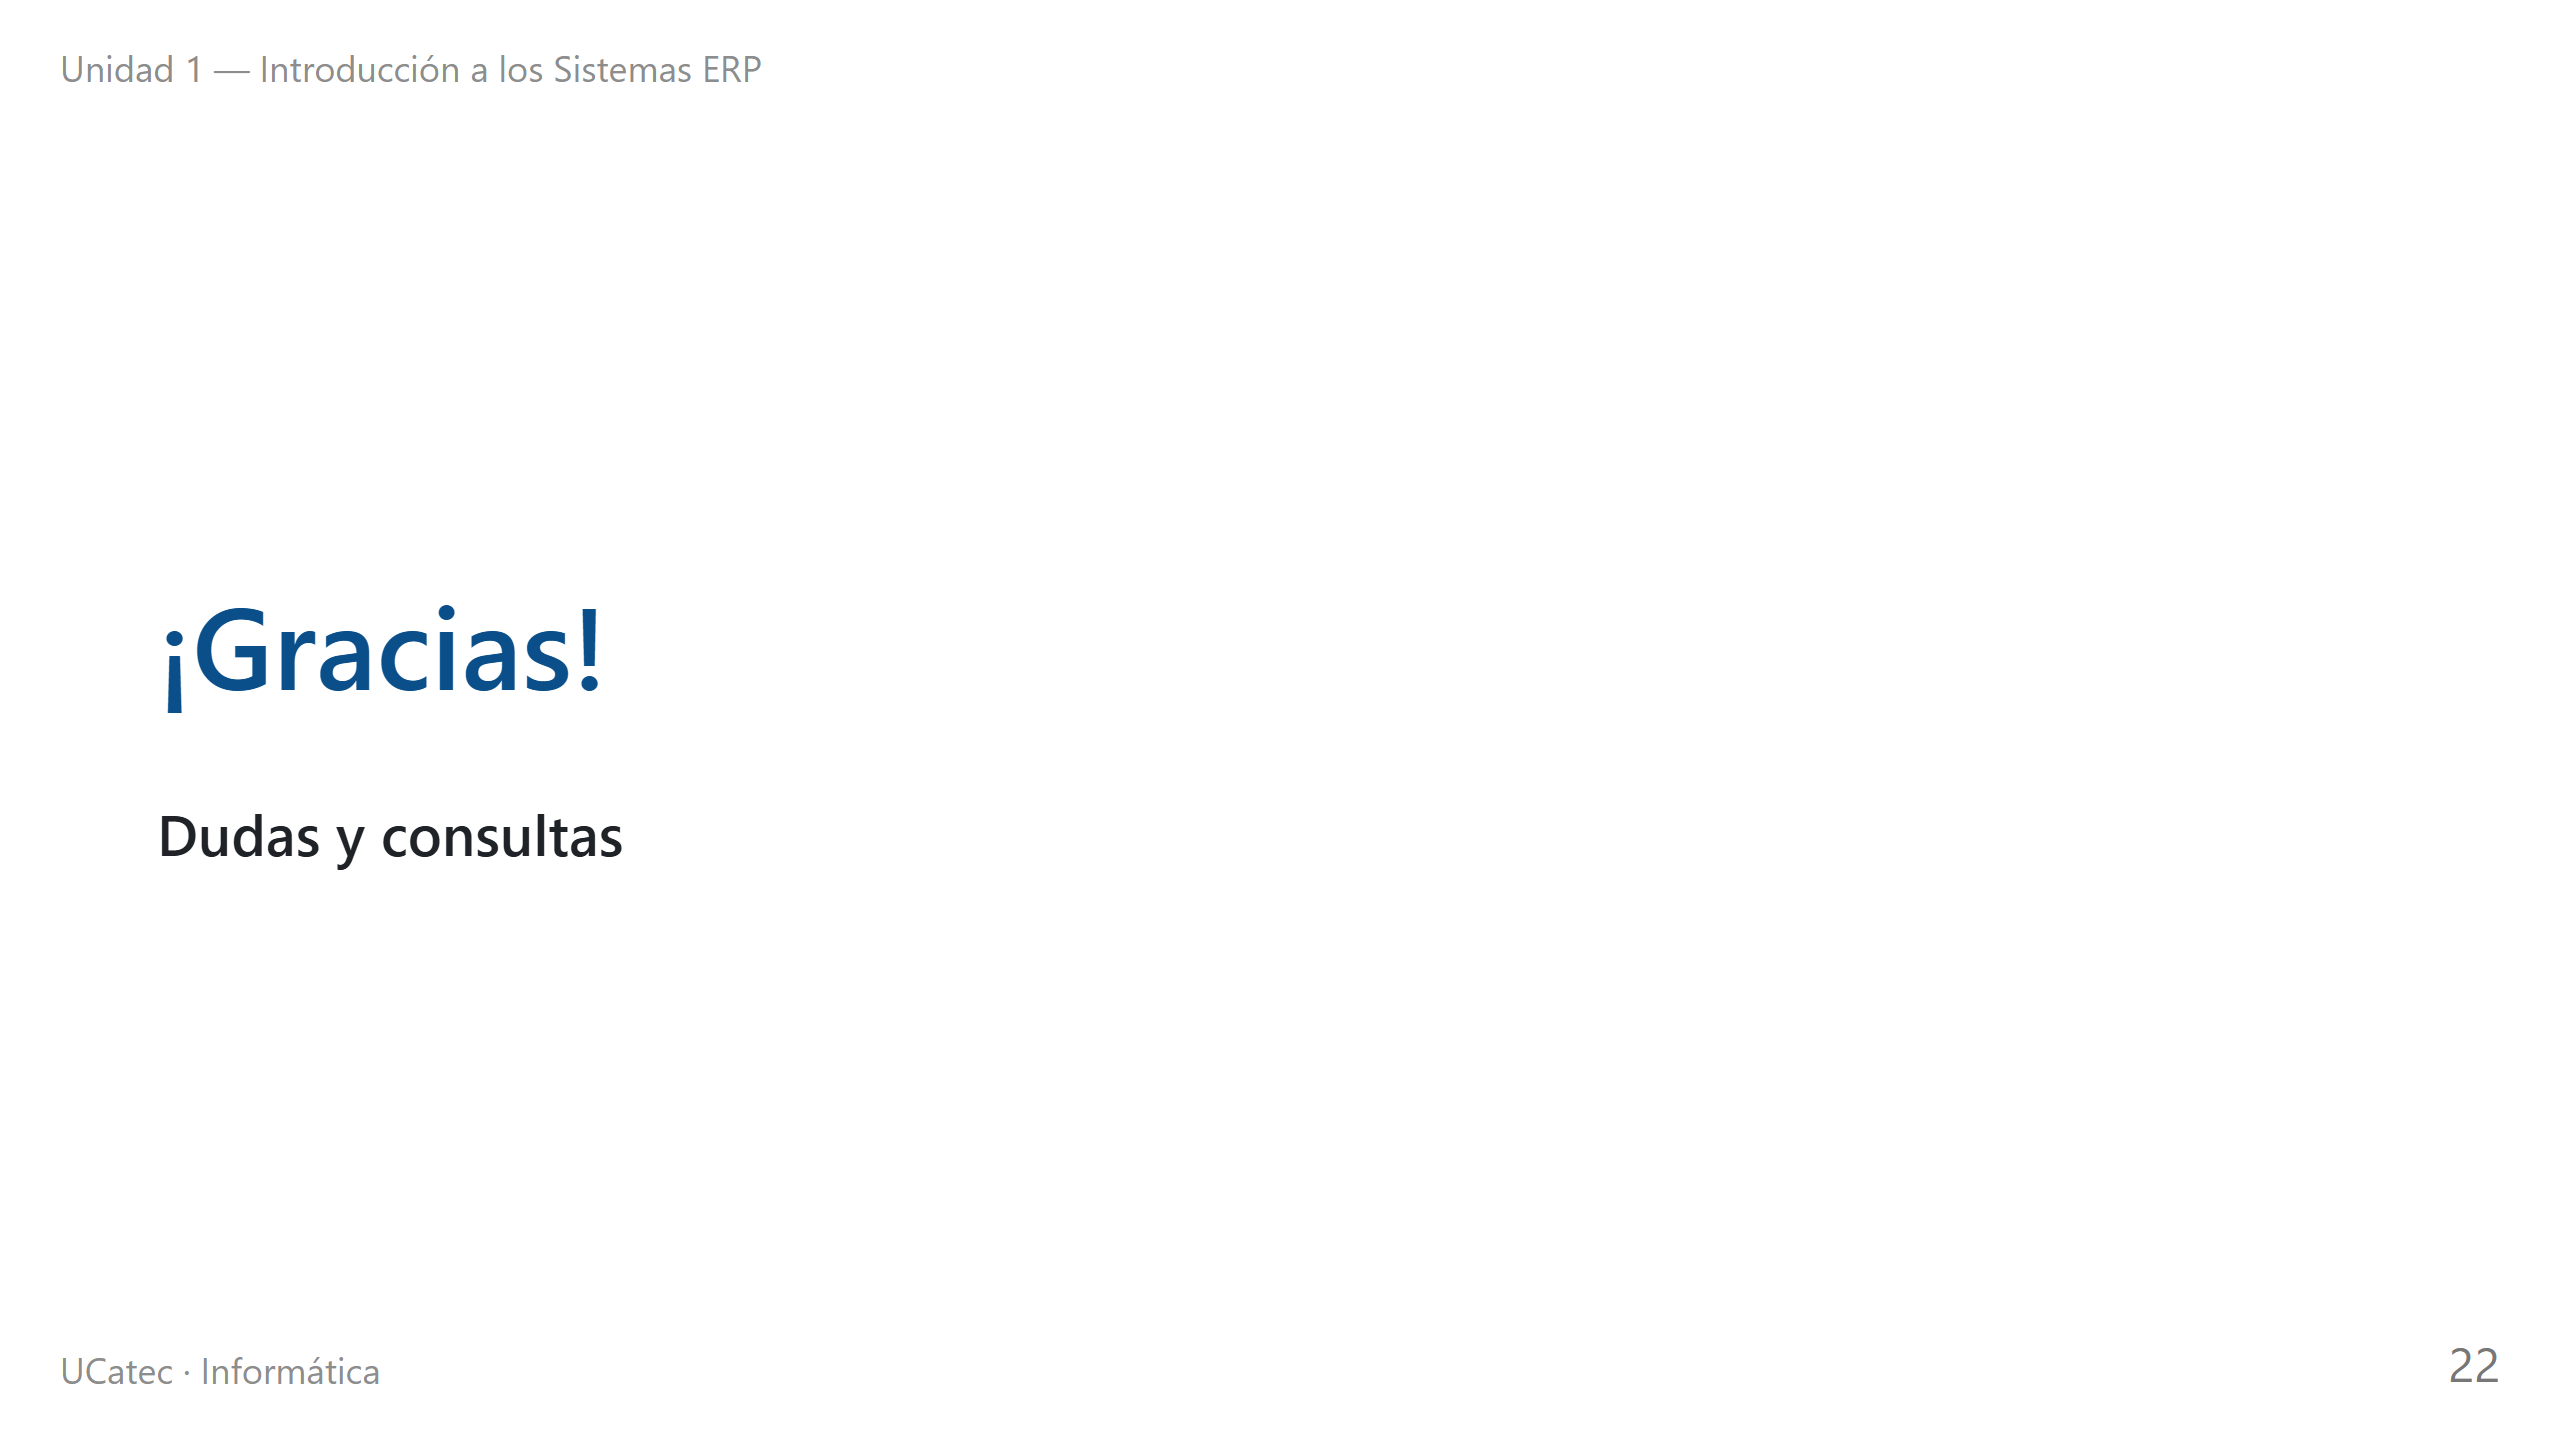 Unidad 1 — Introducción a los Sistemas ERP
¡Gracias!
Dudas y consultas
UCatec · Informática
22